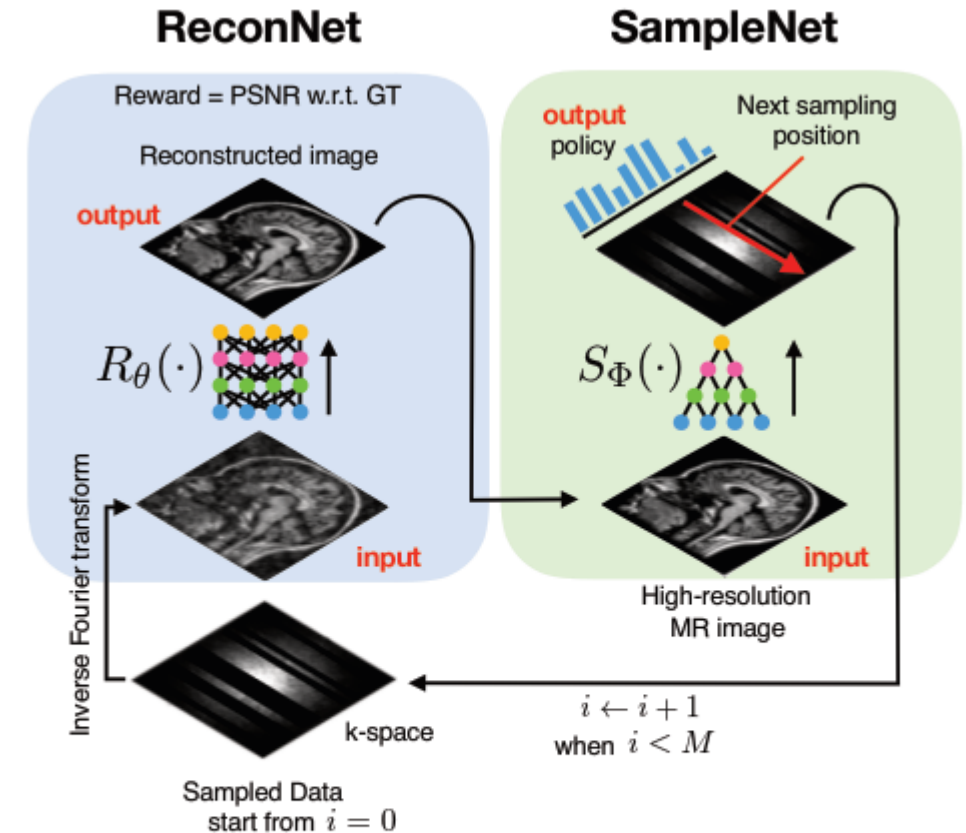 ReconNet
SampleNet
Reward = PSNR w.r.t. GT
Reconstructed image
output
R_θ(·)
Inverse Fourier transform
input
k-space
Sampled Data
start from i = 0
output
policy
Next sampling
position
S_Φ(·)
input
High-resolution
MR image
i ← i + 1
when i < M